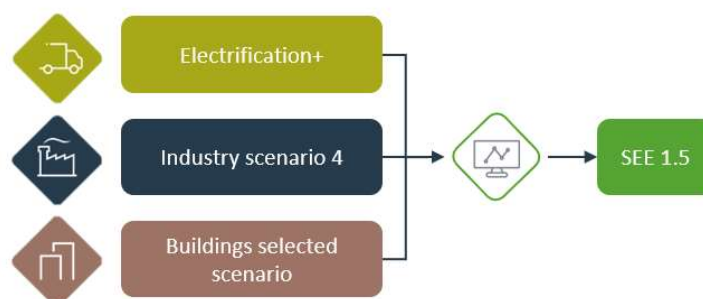 Electrification+
Industry scenario 4
SEE 1.5
Buildings selected
scenario